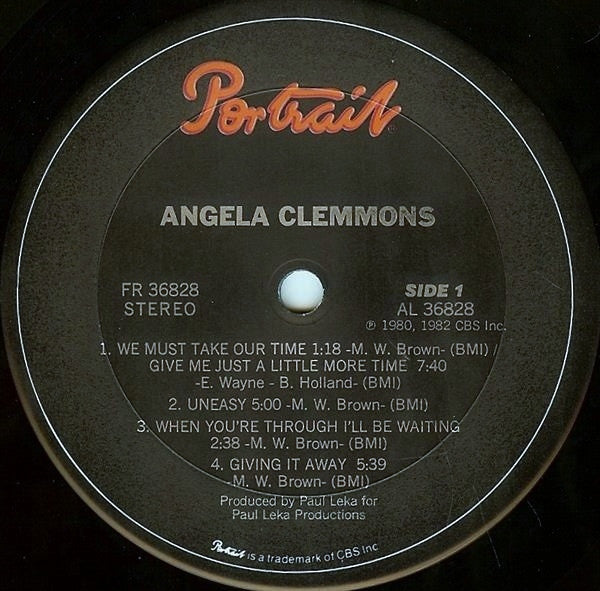 Portrait
ANGELA CLEMMONS
FR 36828
STEREO
SIDE 1
AL 36828
℗ 1980, 1982 CBS Inc.
1. WE MUST TAKE OUR TIME 1:18 -M. W. Brown- (BMI) /
GIVE ME JUST A LITTLE MORE TIME 7:40
-E. Wayne - B. Holland- (BMI)
2. UNEASY 5:00 -M. W. Brown- (BMI)
3. WHEN YOU'RE THROUGH I'LL BE WAITING
2:38 -M. W. Brown- (BMI)
4. GIVING IT AWAY 5:39
-M. W. Brown- (BMI)
Produced by Paul Leka for
Paul Leka Productions
Portrait is a trademark of CBS Inc